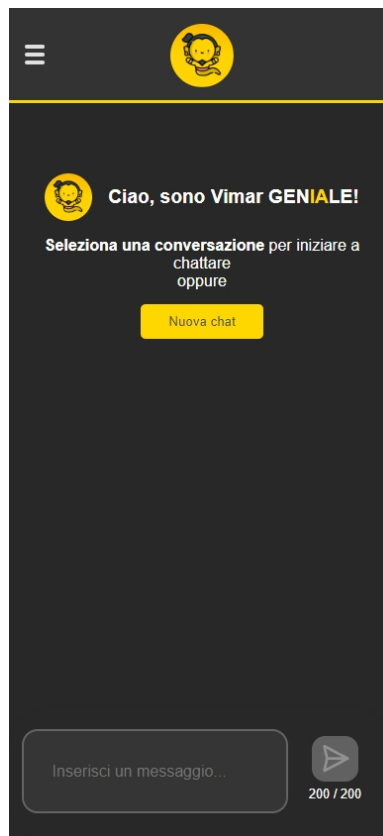 Ciao, sono Vimar GENIALE!
Seleziona una conversazione per iniziare a
chattare
oppure
Nuova chat
Inserisci un messaggio...
200 / 200